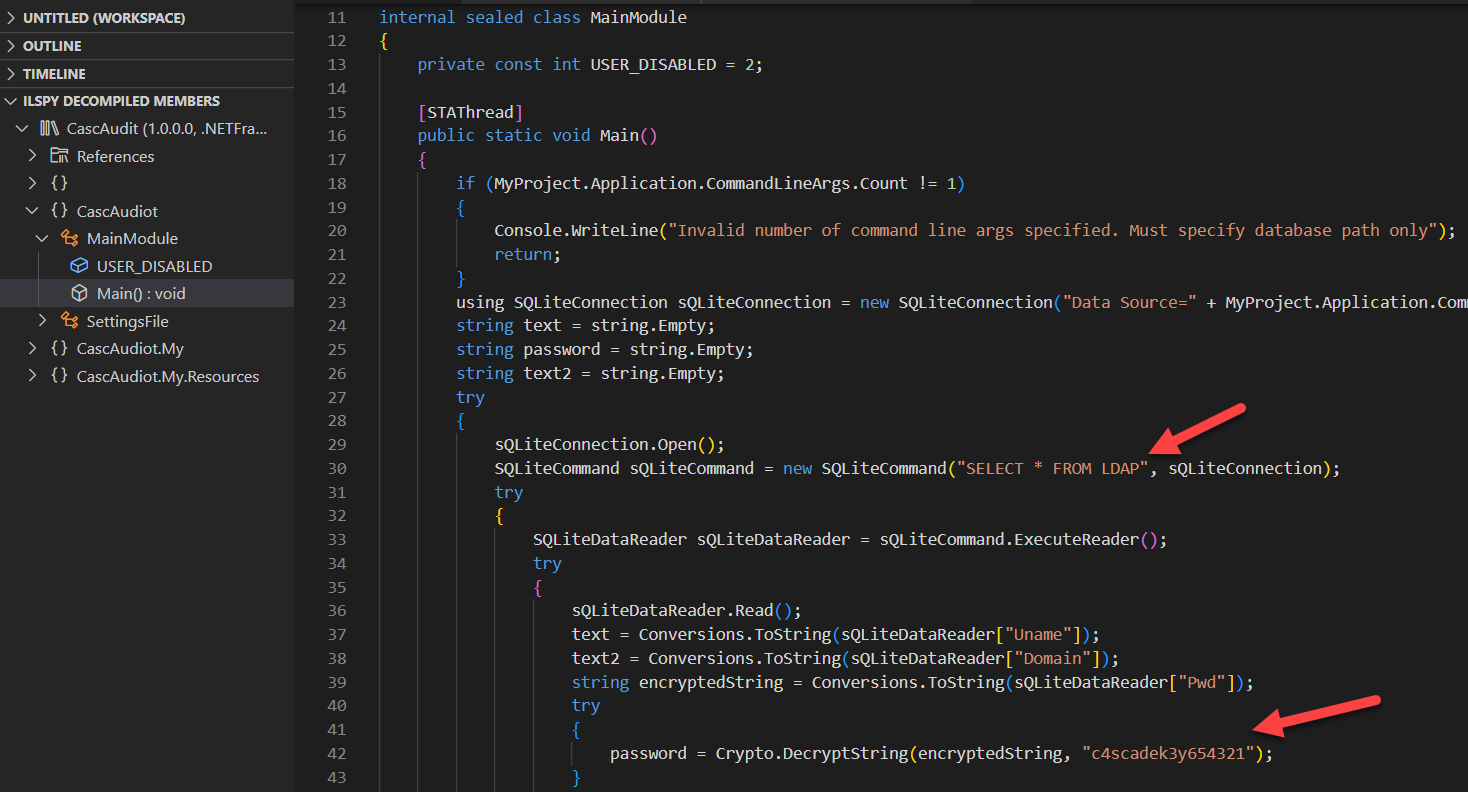 UNTITLED (WORKSPACE)
OUTLINE
TIMELINE
ILSPY DECOMPILED MEMBERS
CascAudit (1.0.0.0, .NETFra...
References
{}
{} CascAudiot
MainModule
USER_DISABLED
Main() : void
SettingsFile
{} CascAudiot.My
{} CascAudiot.My.Resources
11 internal sealed class MainModule
12 {
13 private const int USER_DISABLED = 2;
14
15 [STAThread]
16 public static void Main()
17 {
18 if (MyProject.Application.CommandLineArgs.Count != 1)
19 {
20 Console.WriteLine("Invalid number of command line args specified. Must specify database path only");
21 return;
22 }
23 using SQLiteConnection sQLiteConnection = new SQLiteConnection("Data Source=" + MyProject.Application.Com
24 string text = string.Empty;
25 string password = string.Empty;
26 string text2 = string.Empty;
27 try
28 {
29 sQLiteConnection.Open();
30 SQLiteCommand sQLiteCommand = new SQLiteCommand("SELECT * FROM LDAP", sQLiteConnection);
31 try
32 {
33 SQLiteDataReader sQLiteDataReader = sQLiteCommand.ExecuteReader();
34 try
35 {
36 sQLiteDataReader.Read();
37 text = Conversions.ToString(sQLiteDataReader["Uname"]);
38 text2 = Conversions.ToString(sQLiteDataReader["Domain"]);
39 string encryptedString = Conversions.ToString(sQLiteDataReader["Pwd"]);
40 try
41 {
42 password = Crypto.DecryptString(encryptedString, "c4scadek3y654321");
43 }